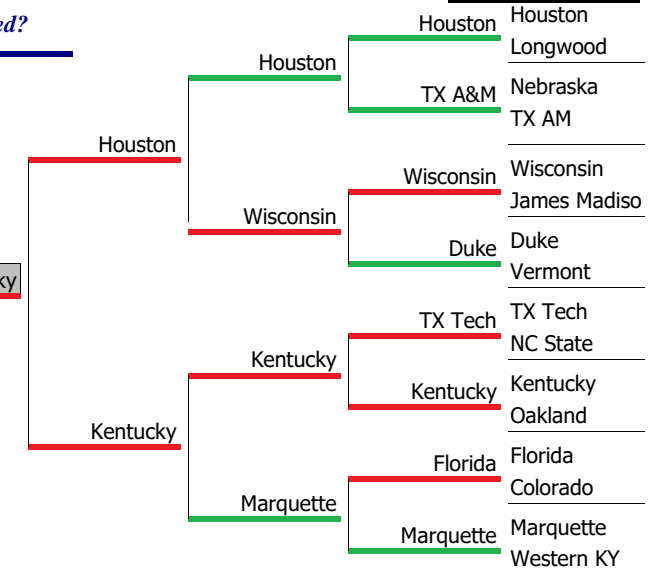 ed?
Houston
Houston
Longwood
Houston
TX A&M
Nebraska
TX AM
Houston
Wisconsin
Wisconsin
James Madiso
Wisconsin
Duke
Duke
Vermont
ky
TX Tech
TX Tech
NC State
Kentucky
Kentucky
Kentucky
Oakland
Kentucky
Florida
Florida
Colorado
Marquette
Marquette
Marquette
Western KY